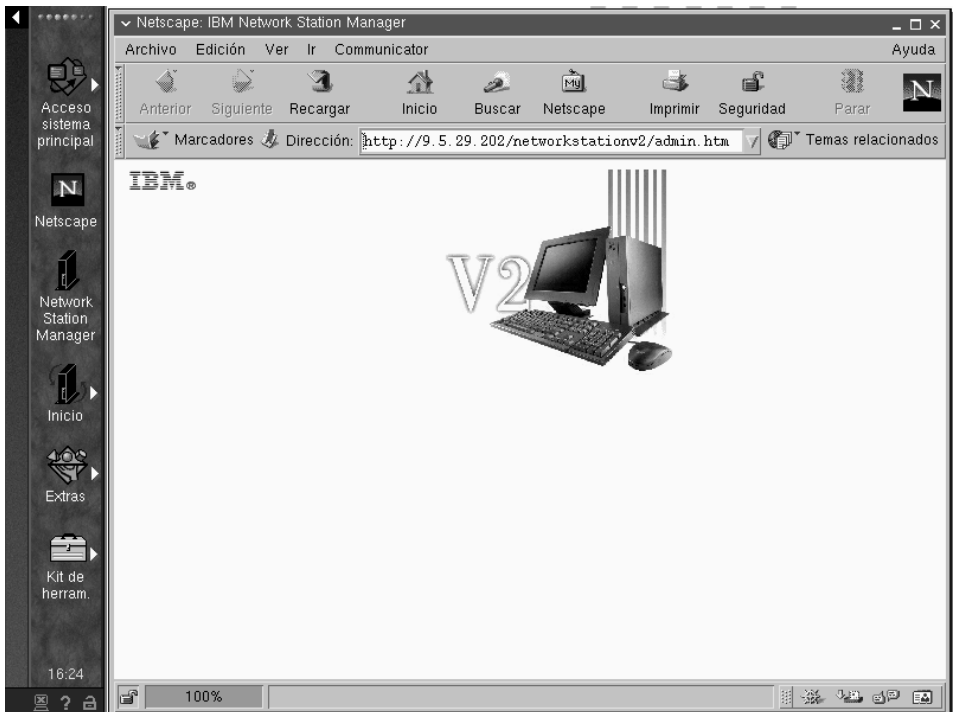 Netscape: IBM Network Station Manager
Archivo Edición Ver Ir Communicator Ayuda
Anterior Siguiente Recargar Inicio Buscar Netscape Imprimir Seguridad Parar
My
N
Marcadores Dirección: http://9.5.29.202/networkstationv2/admin.htm Temas relacionados
IBM®
V2
Acceso
sistema
principal
N
Netscape
Network
Station
Manager
Inicio
Extras
Kit de
herram.
16:24
?
100%